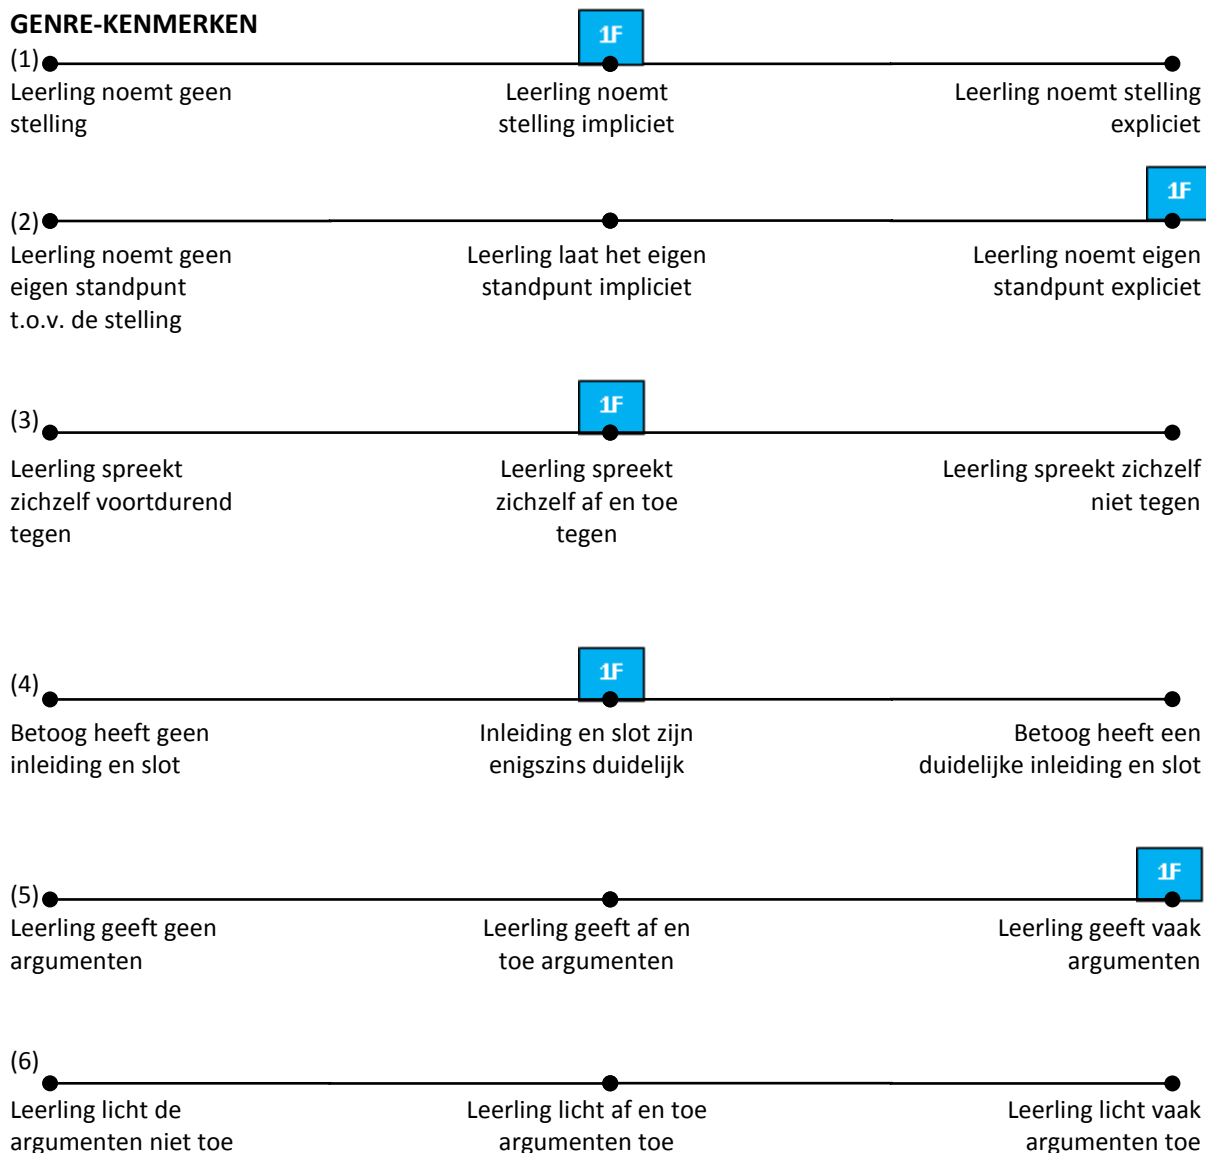 GENRE-KENMERKEN
1F
(1)
Leerling noemt geen stelling
Leerling noemt stelling impliciet
Leerling noemt stelling expliciet
1F
(2)
Leerling noemt geen eigen standpunt t.o.v. de stelling
Leerling laat het eigen standpunt impliciet
Leerling noemt eigen standpunt expliciet
1F
(3)
Leerling spreekt zichzelf voortdurend tegen
Leerling spreekt zichzelf af en toe tegen
Leerling spreekt zichzelf niet tegen
1F
(4)
Betoog heeft geen inleiding en slot
Inleiding en slot zijn enigszins duidelijk
Betoog heeft een duidelijke inleiding en slot
1F
(5)
Leerling geeft geen argumenten
Leerling geeft af en toe argumenten
Leerling geeft vaak argumenten
(6)
Leerling licht de argumenten niet toe
Leerling licht af en toe argumenten toe
Leerling licht vaak argumenten toe